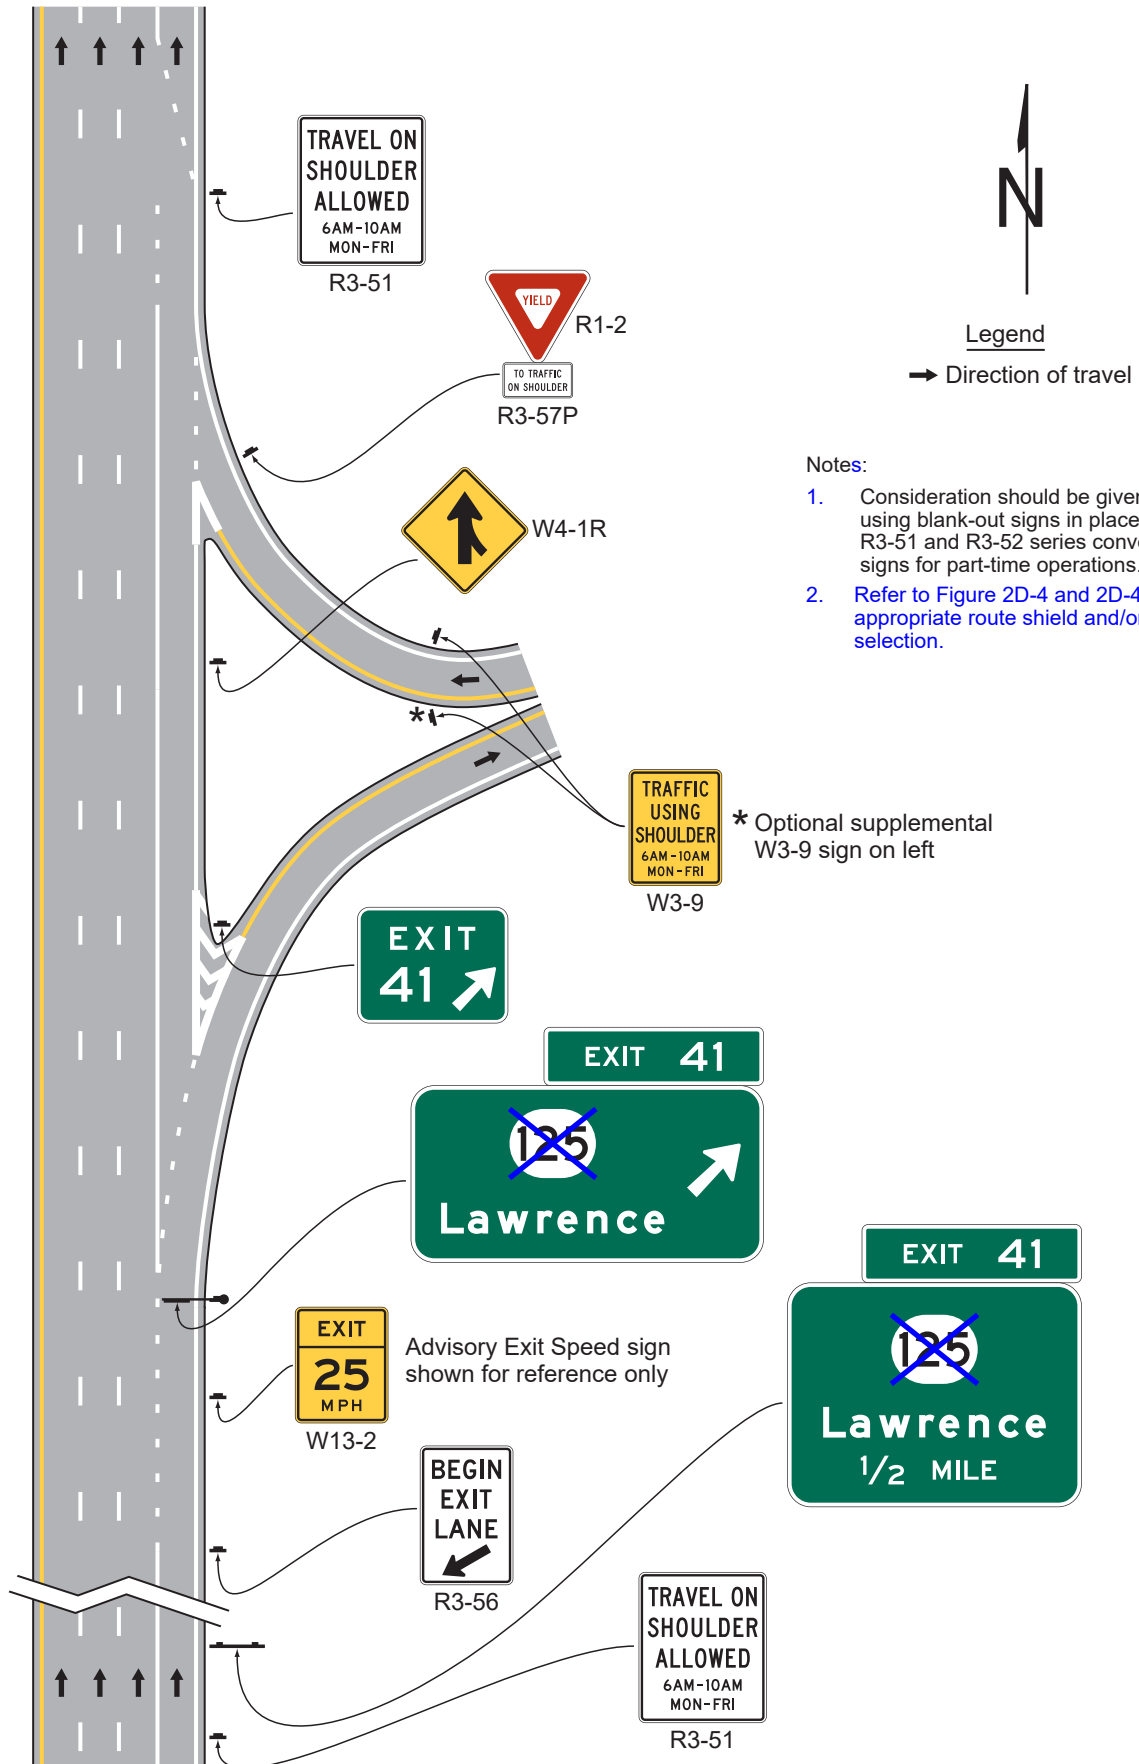 TRAVEL ON
SHOULDER
ALLOWED
6AM-10AM
MON-FRI
R3-51
N
YIELD
R1-2
TO TRAFFIC
ON SHOULDER
R3-57P
Legend
Direction of travel
W4-1R
Notes:
1. Consideration should be given
using blank-out signs in place
R3-51 and R3-52 series conve
signs for part-time operations.
2. Refer to Figure 2D-4 and 2D-4
appropriate route shield and/or
selection.
*
TRAFFIC
USING
SHOULDER
6AM-10AM
MON-FRI
W3-9
* Optional supplemental
W3-9 sign on left
EXIT
41
EXIT 41
125
Lawrence
EXIT 41
125
Lawrence
1/2 MILE
EXIT
25
MPH
W13-2
Advisory Exit Speed sign
shown for reference only
BEGIN
EXIT
LANE
R3-56
TRAVEL ON
SHOULDER
ALLOWED
6AM-10AM
MON-FRI
R3-51